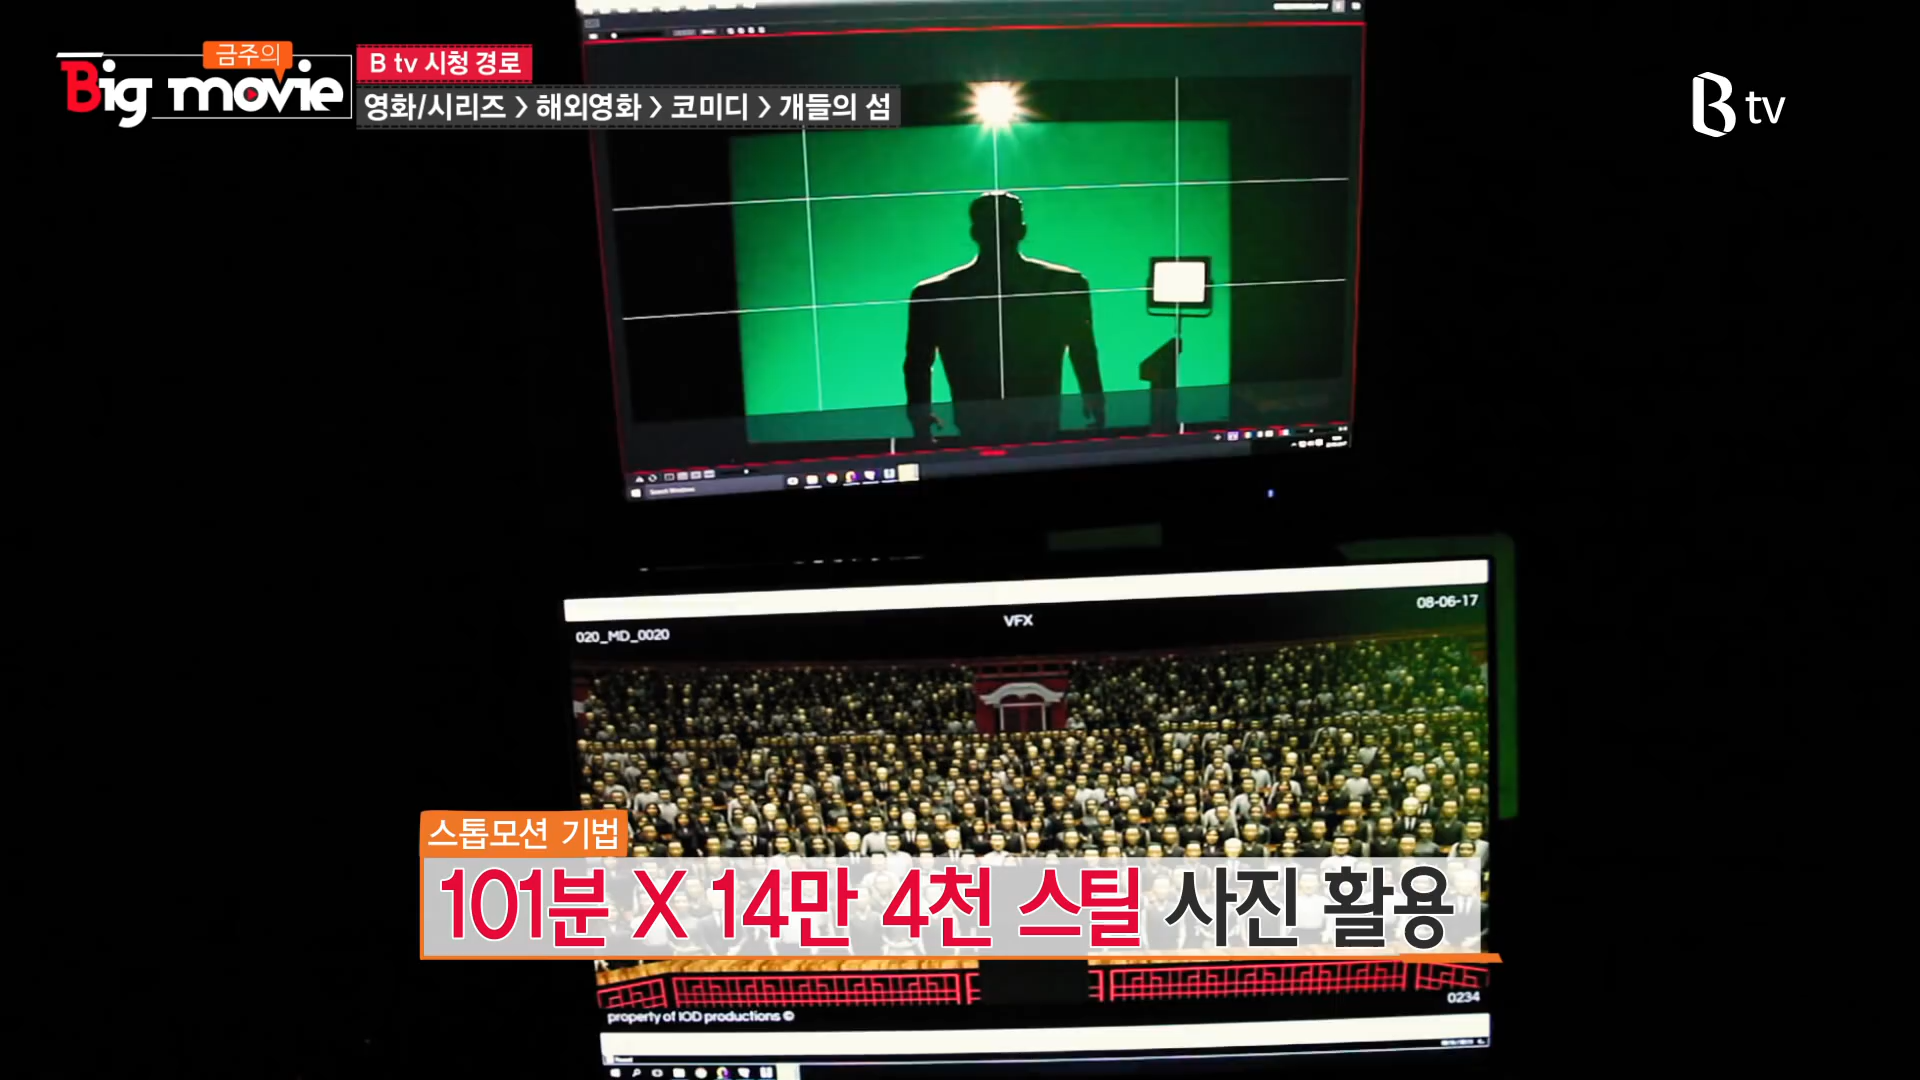 금주의
Big movie
B tv 시청 경로
영화/시리즈 > 해외영화 > 코미디 > 개들의 섬
B tv
Search Windows
020_MD_0020
VFX
08-06-17
스톱모션 기법
101분 X 14만 4천 스틸 사진 활용
0234
property of IOD productions ©